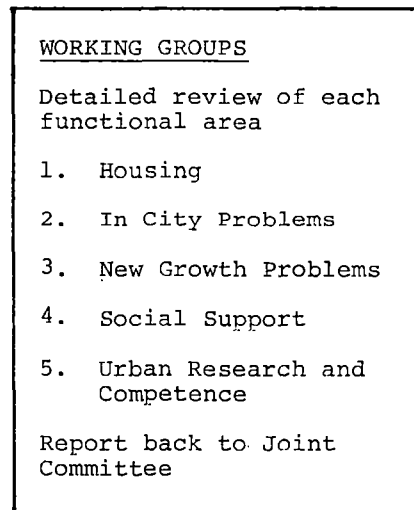 WORKING GROUPS
Detailed review of each
functional area
1. Housing
2. In City Problems
3. New Growth Problems
4. Social Support
5. Urban Research and
Competence
Report back to Joint
Committee